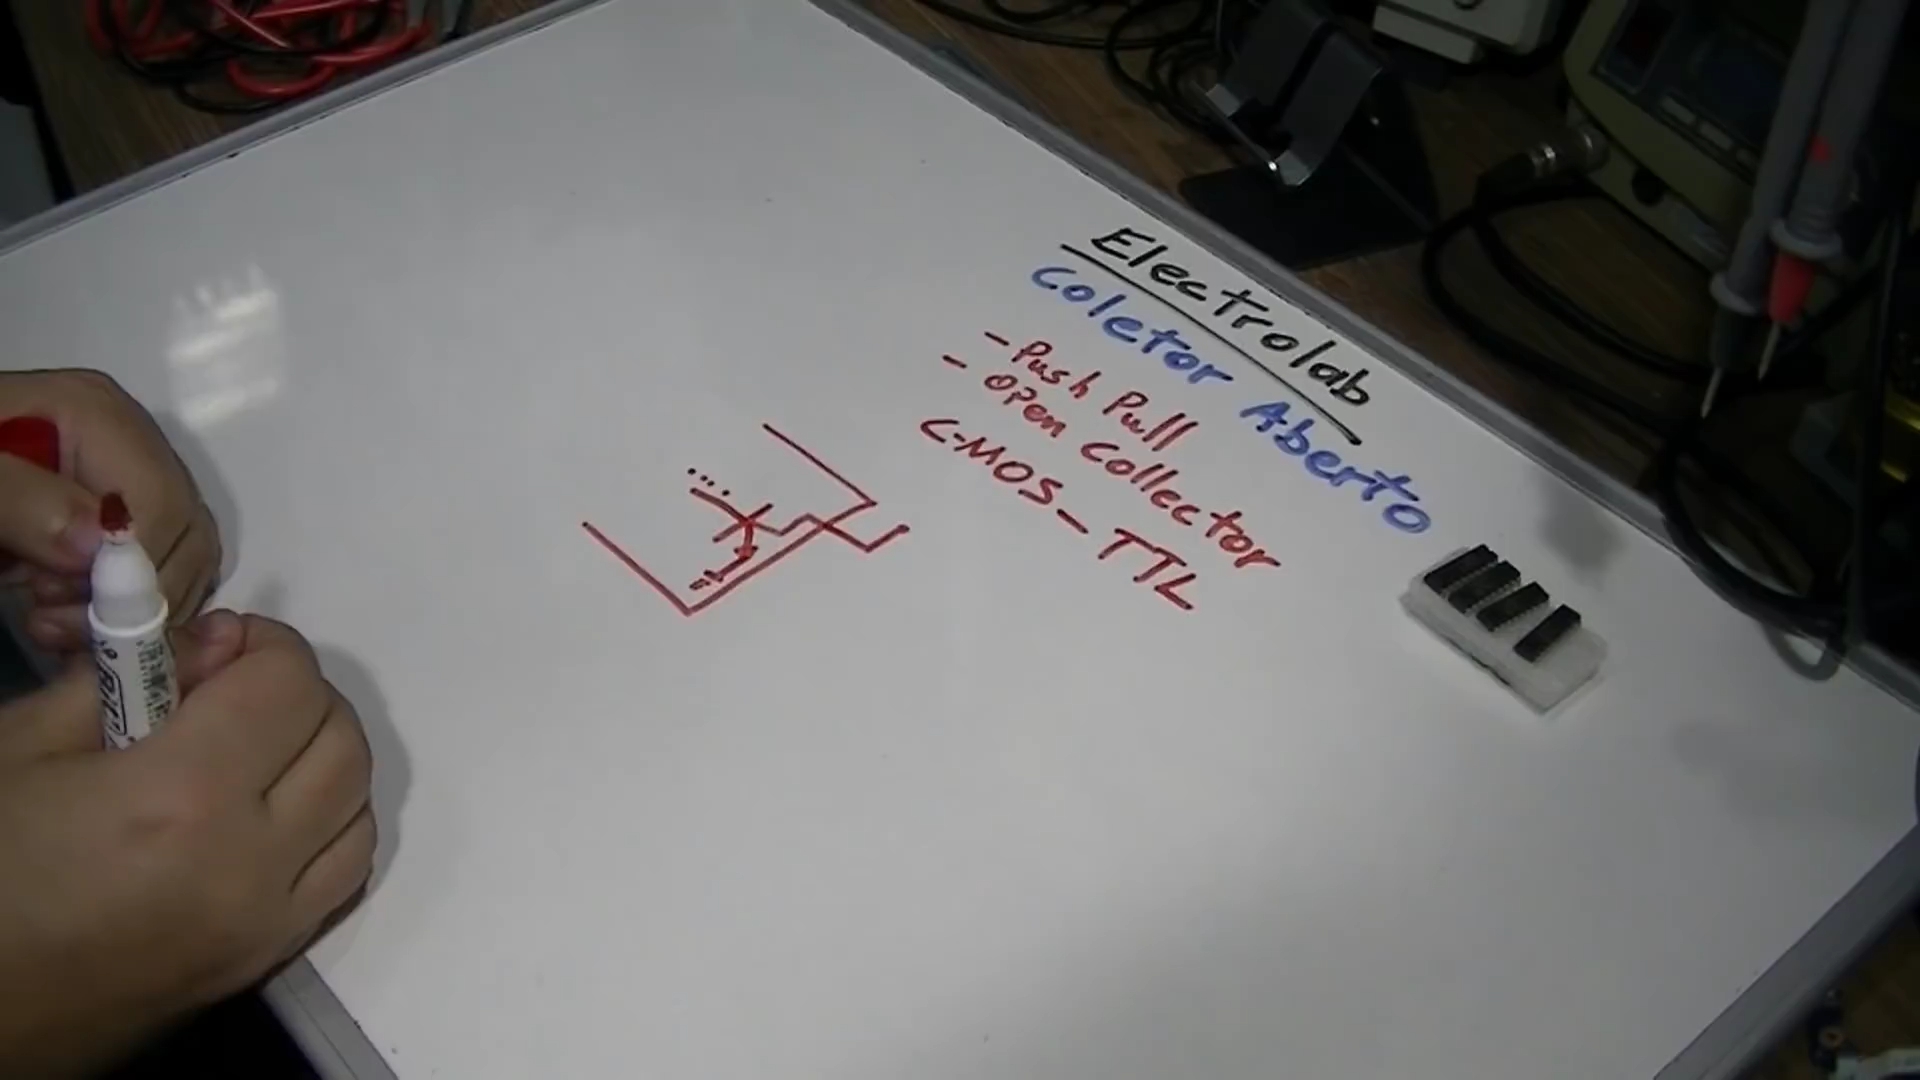 Electrolab
Coletor Aberto
- Push Pull
- Open Collector
C-MOS - TTL